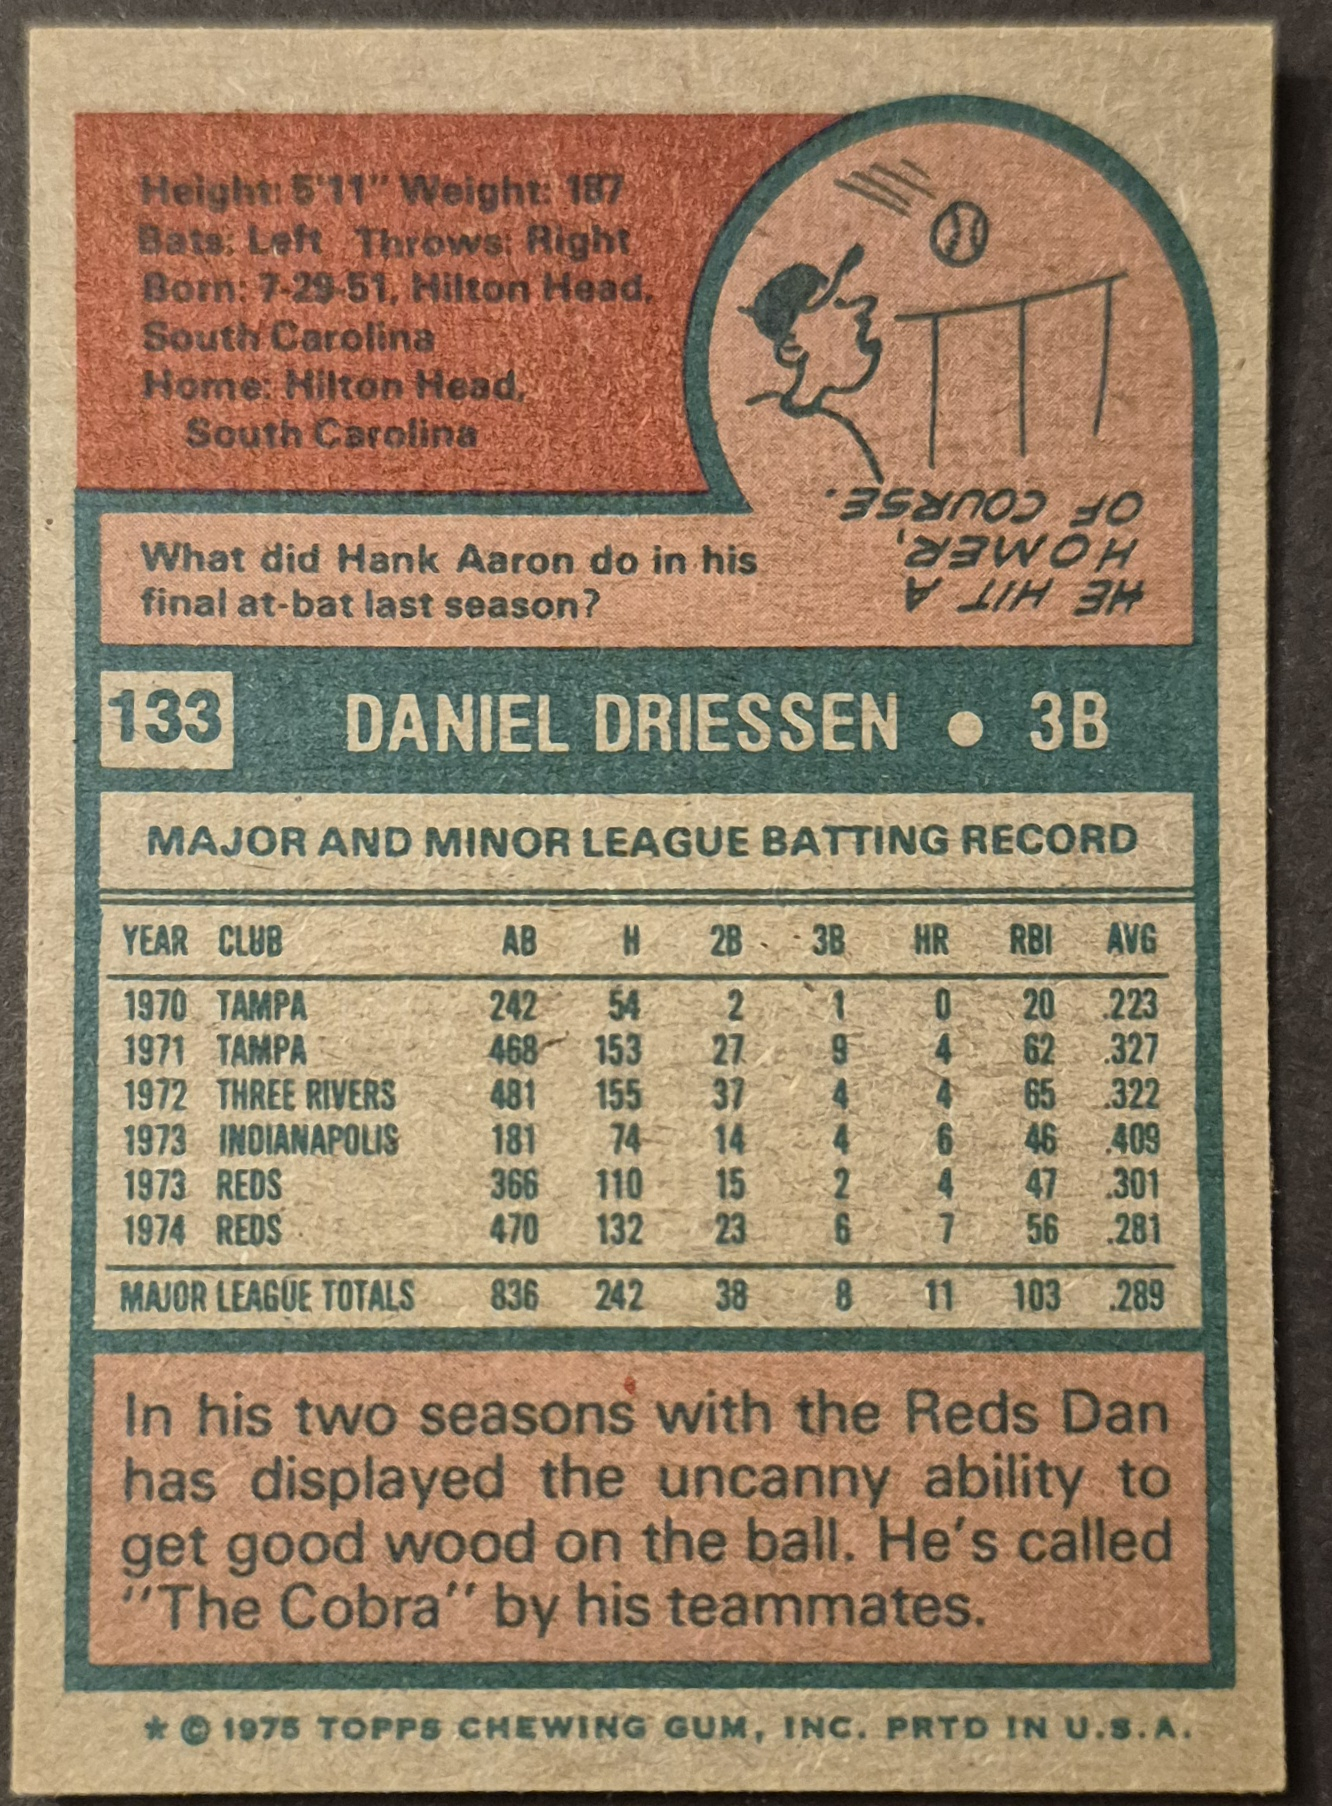 Height: 5'11" Weight: 187
Bats: Left Throws: Right
Born: 7-29-51, Hilton Head,
South Carolina
Home: Hilton Head,
South Carolina
What did Hank Aaron do in his
final at-bat last season?
HE HIT A
HOMER,
OF COURSE.
133 DANIEL DRIESSEN • 3B
MAJOR AND MINOR LEAGUE BATTING RECORD
YEAR CLUB AB H 2B 3B HR RBI AVG
1970 TAMPA 242 54 2 1 0 20 .223
1971 TAMPA 468 153 27 9 4 62 .327
1972 THREE RIVERS 481 155 37 4 4 65 .322
1973 INDIANAPOLIS 181 74 14 4 6 46 .409
1973 REDS 366 110 15 2 4 47 .301
1974 REDS 470 132 23 6 7 56 .281
MAJOR LEAGUE TOTALS 836 242 38 8 11 103 .289
In his two seasons with the Reds Dan
has displayed the uncanny ability to
get good wood on the ball. He's called
"The Cobra" by his teammates.
* © 1975 TOPPS CHEWING GUM, INC. PRTD IN U.S.A.